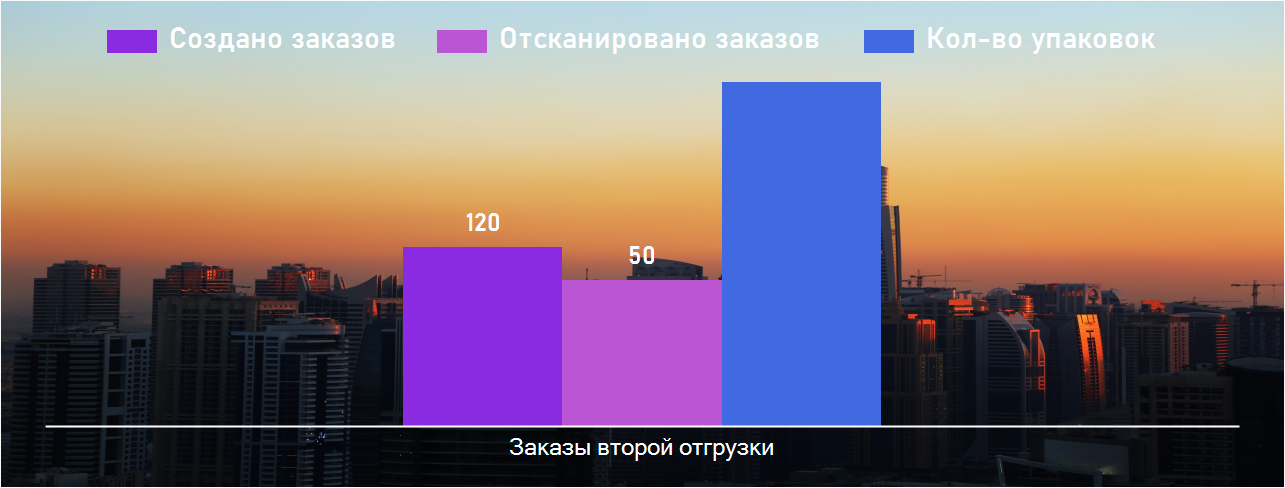 Создано заказов Отсканировано заказов Кол-во упаковок
120
50
Заказы второй отгрузки